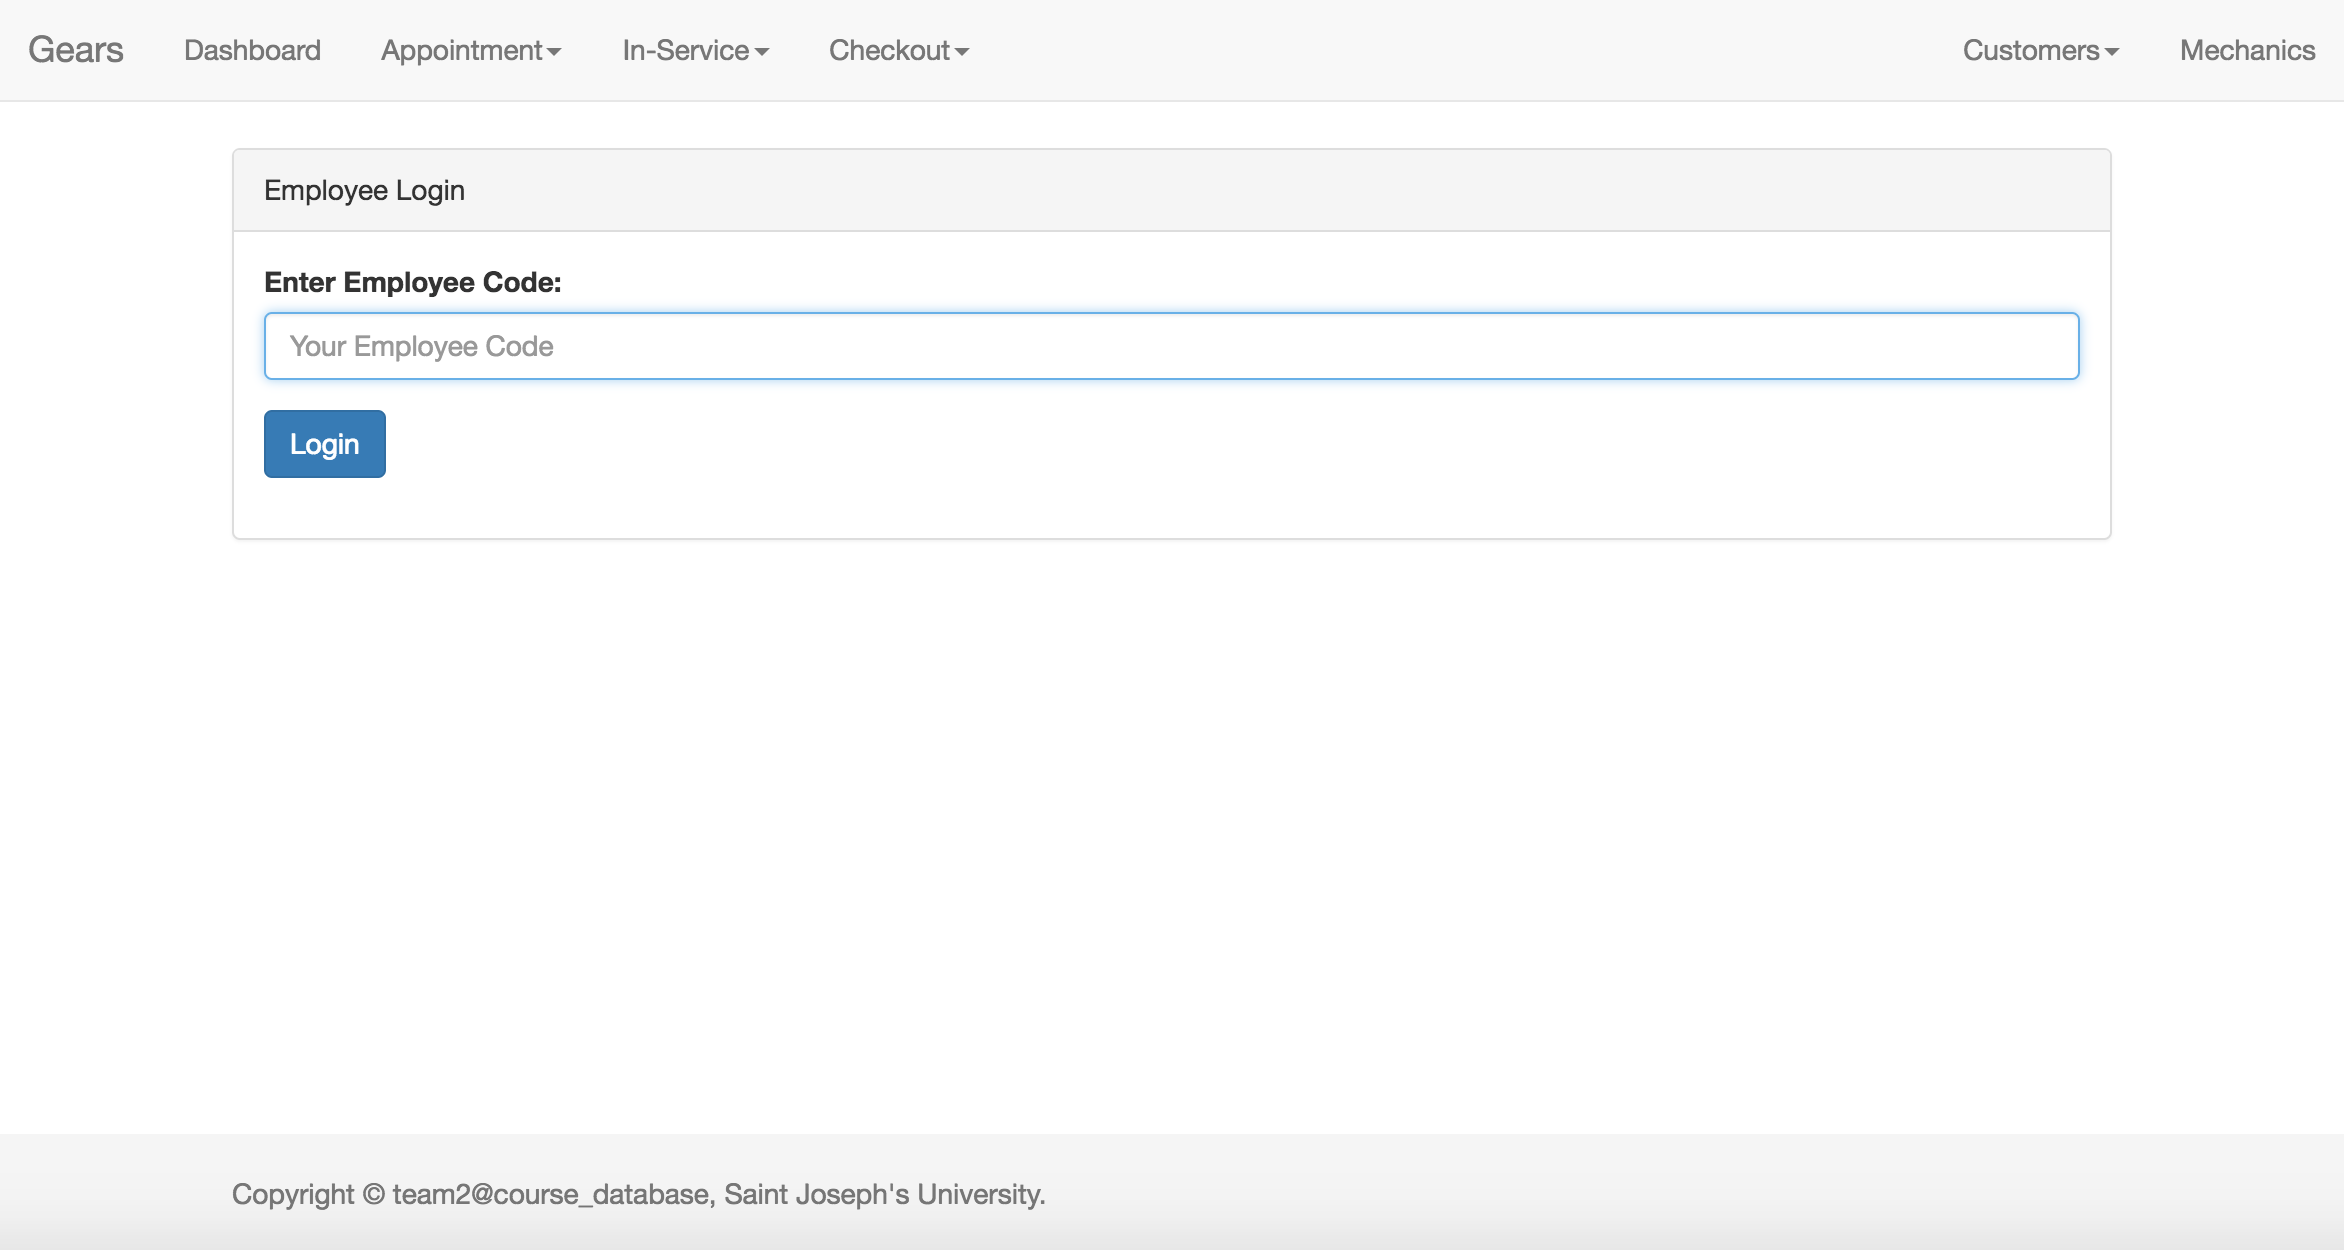 Gears Dashboard Appointment In-Service Checkout Customers Mechanics
Employee Login
Enter Employee Code:
Your Employee Code
Login
Copyright © team2@course_database, Saint Joseph's University.